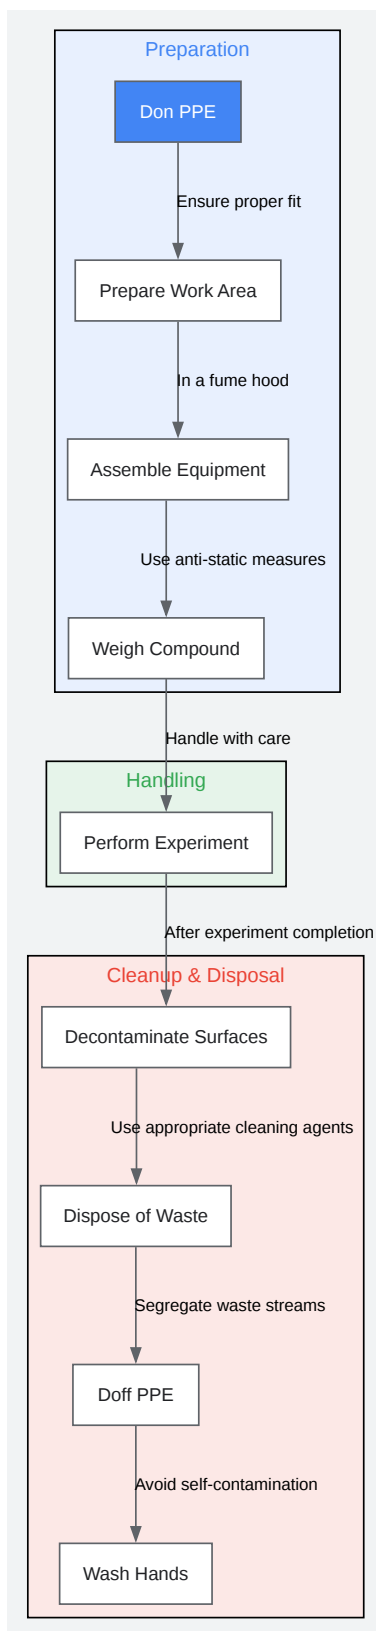 Preparation
Don PPE
Ensure proper fit
Prepare Work Area
In a fume hood
Assemble Equipment
Use anti-static measures
Weigh Compound
Handle with care
Handling
Perform Experiment
After experiment completion
Cleanup & Disposal
Decontaminate Surfaces
Use appropriate cleaning agents
Dispose of Waste
Segregate waste streams
Doff PPE
Avoid self-contamination
Wash Hands